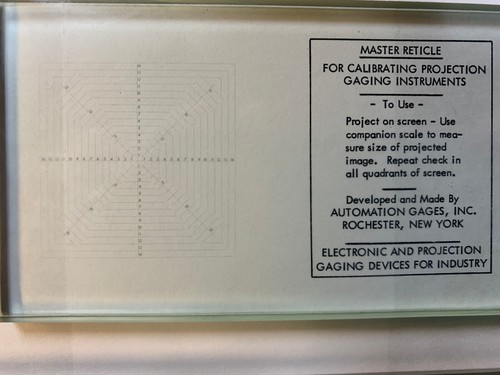 MASTER RETICLE
FOR CALIBRATING PROJECTION
GAGING INSTRUMENTS
- To Use -
Project on screen - Use
companion scale to mea-
sure size of projected
image. Repeat check in
all quadrants of screen.
Developed and Made By
AUTOMATION GAGES, INC.
ROCHESTER, NEW YORK
ELECTRONIC AND PROJECTION
GAGING DEVICES FOR INDUSTRY